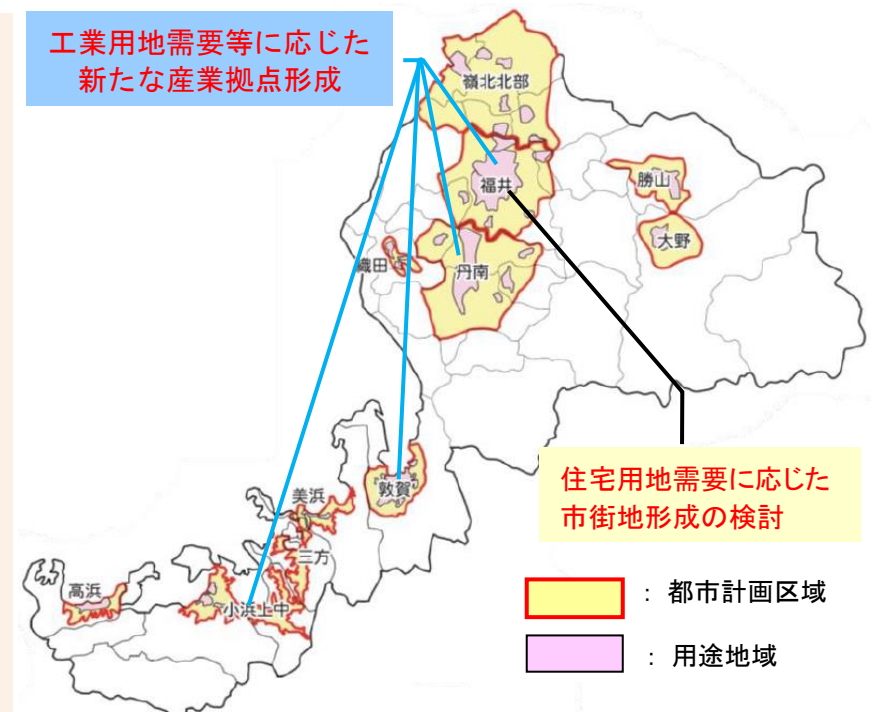 工業用地需要等に応じた
新たな産業拠点形成
嶺北北部
福井
勝山
大野
織田
丹南
敦賀
美浜
三方
高浜
小浜上中
住宅用地需要に応じた
市街地形成の検討
： 都市計画区域
： 用途地域